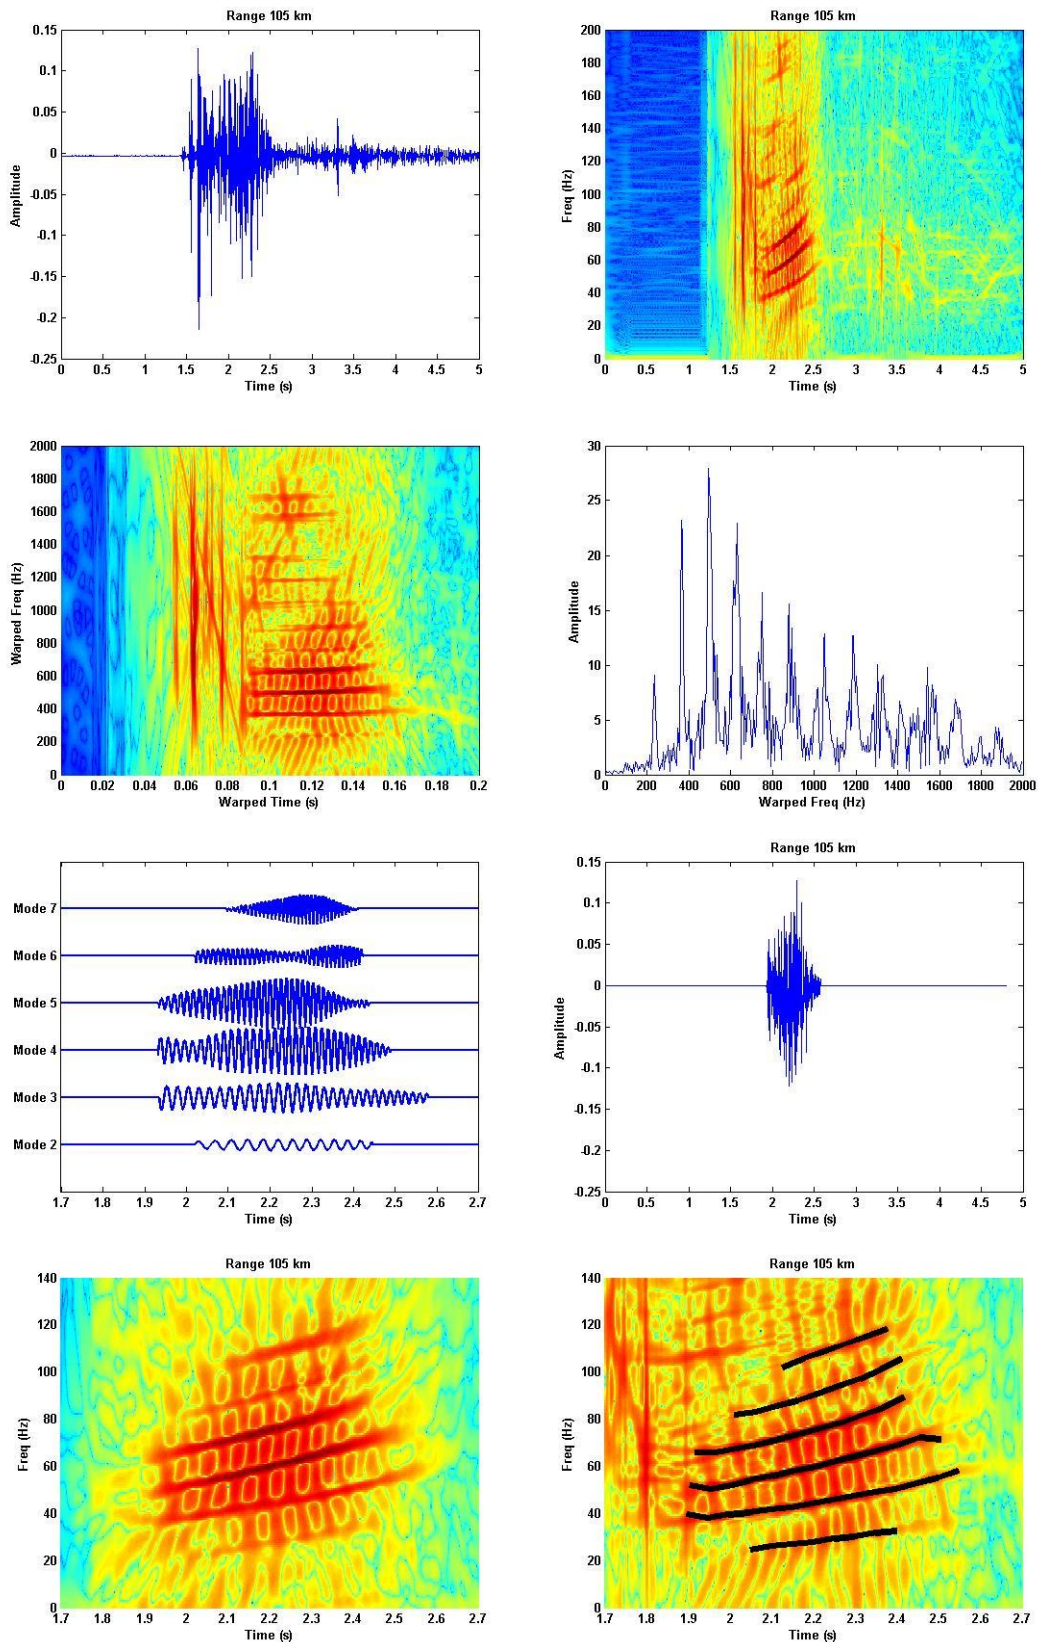 Range 105 km
0.15
0.1
0.05
0
-0.05
-0.1
-0.15
-0.2
-0.25
Amplitude
0 0.5 1 1.5 2 2.5 3 3.5 4 4.5 5
Time (s)
Range 105 km
200
180
160
140
120
100
80
60
40
20
0
Freq (Hz)
0 0.5 1 1.5 2 2.5 3 3.5 4 4.5 5
Time (s)
2000
1800
1600
1400
1200
1000
800
600
400
200
0
Warped Freq (Hz)
0 0.02 0.04 0.06 0.08 0.1 0.12 0.14 0.16 0.18 0.2
Warped Time (s)
30
25
20
15
10
5
0
Amplitude
0 200 400 600 800 1000 1200 1400 1600 1800 2000
Warped Freq (Hz)
Mode 7
Mode 6
Mode 5
Mode 4
Mode 3
Mode 2
1.7 1.8 1.9 2 2.1 2.2 2.3 2.4 2.5 2.6 2.7
Time (s)
Range 105 km
0.15
0.1
0.05
0
-0.05
-0.1
-0.15
-0.2
-0.25
Amplitude
0 0.5 1 1.5 2 2.5 3 3.5 4 4.5 5
Time (s)
Range 105 km
140
120
100
80
60
40
20
0
Freq (Hz)
1.7 1.8 1.9 2 2.1 2.2 2.3 2.4 2.5 2.6 2.7
Time (s)
Range 105 km
140
120
100
80
60
40
20
0
Freq (Hz)
1.7 1.8 1.9 2 2.1 2.2 2.3 2.4 2.5 2.6 2.7
Time (s)